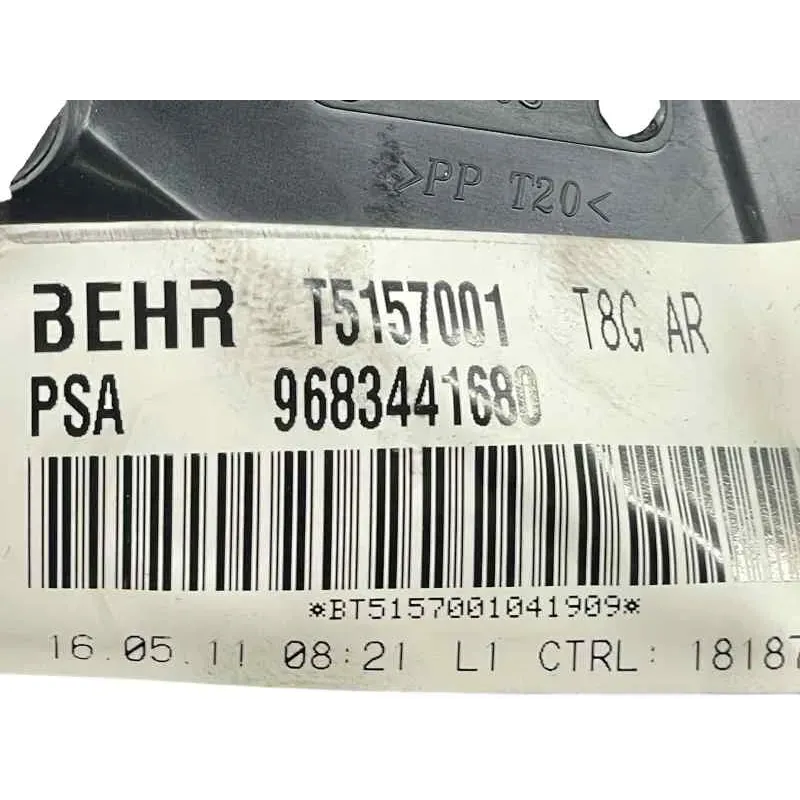 >PP T20<
BEHR T5157001 T8G AR
PSA 9683441680
*BT5157001041909*
16.05.11 08:21 L1 CTRL: 18187